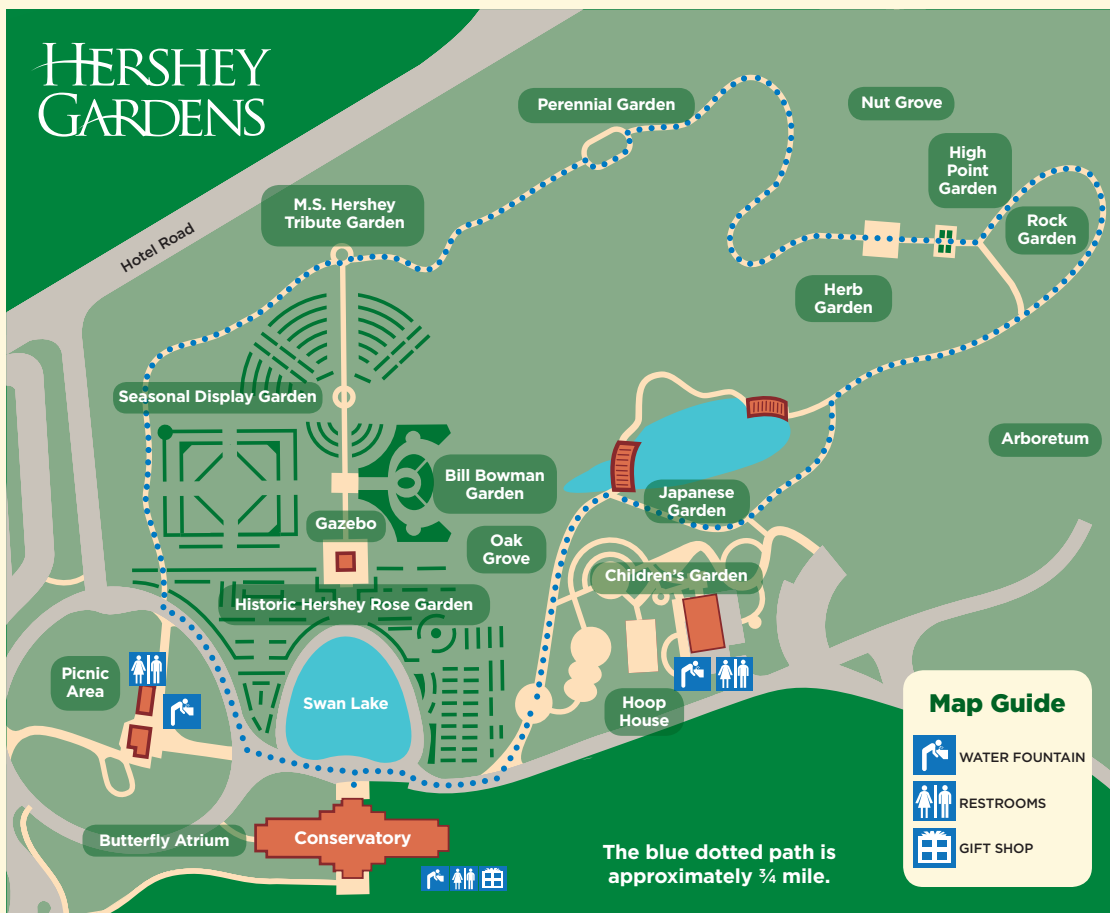 HERSHEY
GARDENS
Perennial Garden
Nut Grove
High
Point
Garden
M.S. Hershey
Tribute Garden
Rock
Garden
Hotel Road
Herb
Garden
Seasonal Display Garden
Arboretum
Bill Bowman
Garden
Japanese
Garden
Gazebo
Oak
Grove
Children's Garden
Historic Hershey Rose Garden
Picnic
Area
Swan Lake
Hoop
House
Map Guide
WATER FOUNTAIN
RESTROOMS
GIFT SHOP
Butterfly Atrium
Conservatory
The blue dotted path is
approximately ¾ mile.